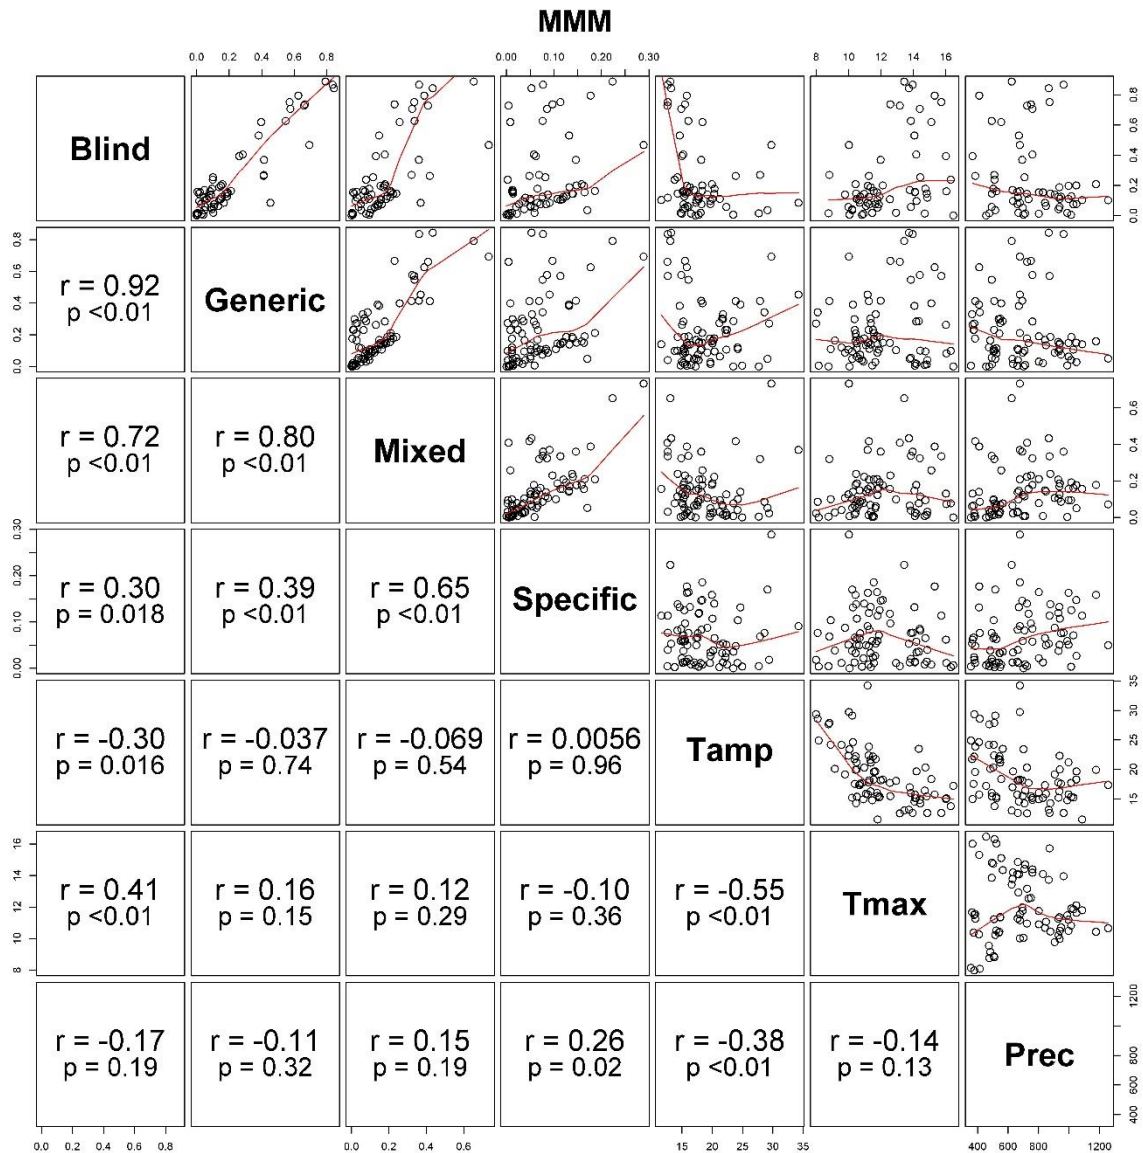 MMM
0.0 0.2 0.4 0.6 0.8
0.00 0.10 0.20 0.30
8 10 12 14 16
Blind
0.0 0.2 0.4 0.6 0.8
0.0 0.2 0.4 0.6 0.8
r = 0.92
p <0.01
Generic
r = 0.72
p <0.01
r = 0.80
p <0.01
Mixed
0.0 0.2 0.4 0.6
0.00 0.10 0.20 0.30
r = 0.30
p = 0.018
r = 0.39
p <0.01
r = 0.65
p <0.01
Specific
r = -0.30
p = 0.016
r = -0.037
p = 0.74
r = -0.069
p = 0.54
r = 0.0056
p = 0.96
Tamp
15 20 25 30 35
8 10 12 14 16
r = 0.41
p <0.01
r = 0.16
p = 0.15
r = 0.12
p = 0.29
r = -0.10
p = 0.36
r = -0.55
p <0.01
Tmax
r = -0.17
p = 0.19
r = -0.11
p = 0.32
r = 0.15
p = 0.19
r = 0.26
p = 0.02
r = -0.38
p <0.01
r = -0.14
p = 0.13
Prec
400 600 800 1000 1200
0.0 0.2 0.4 0.6 0.8
0.0 0.2 0.4 0.6
15 20 25 30 35
400 600 800 1200